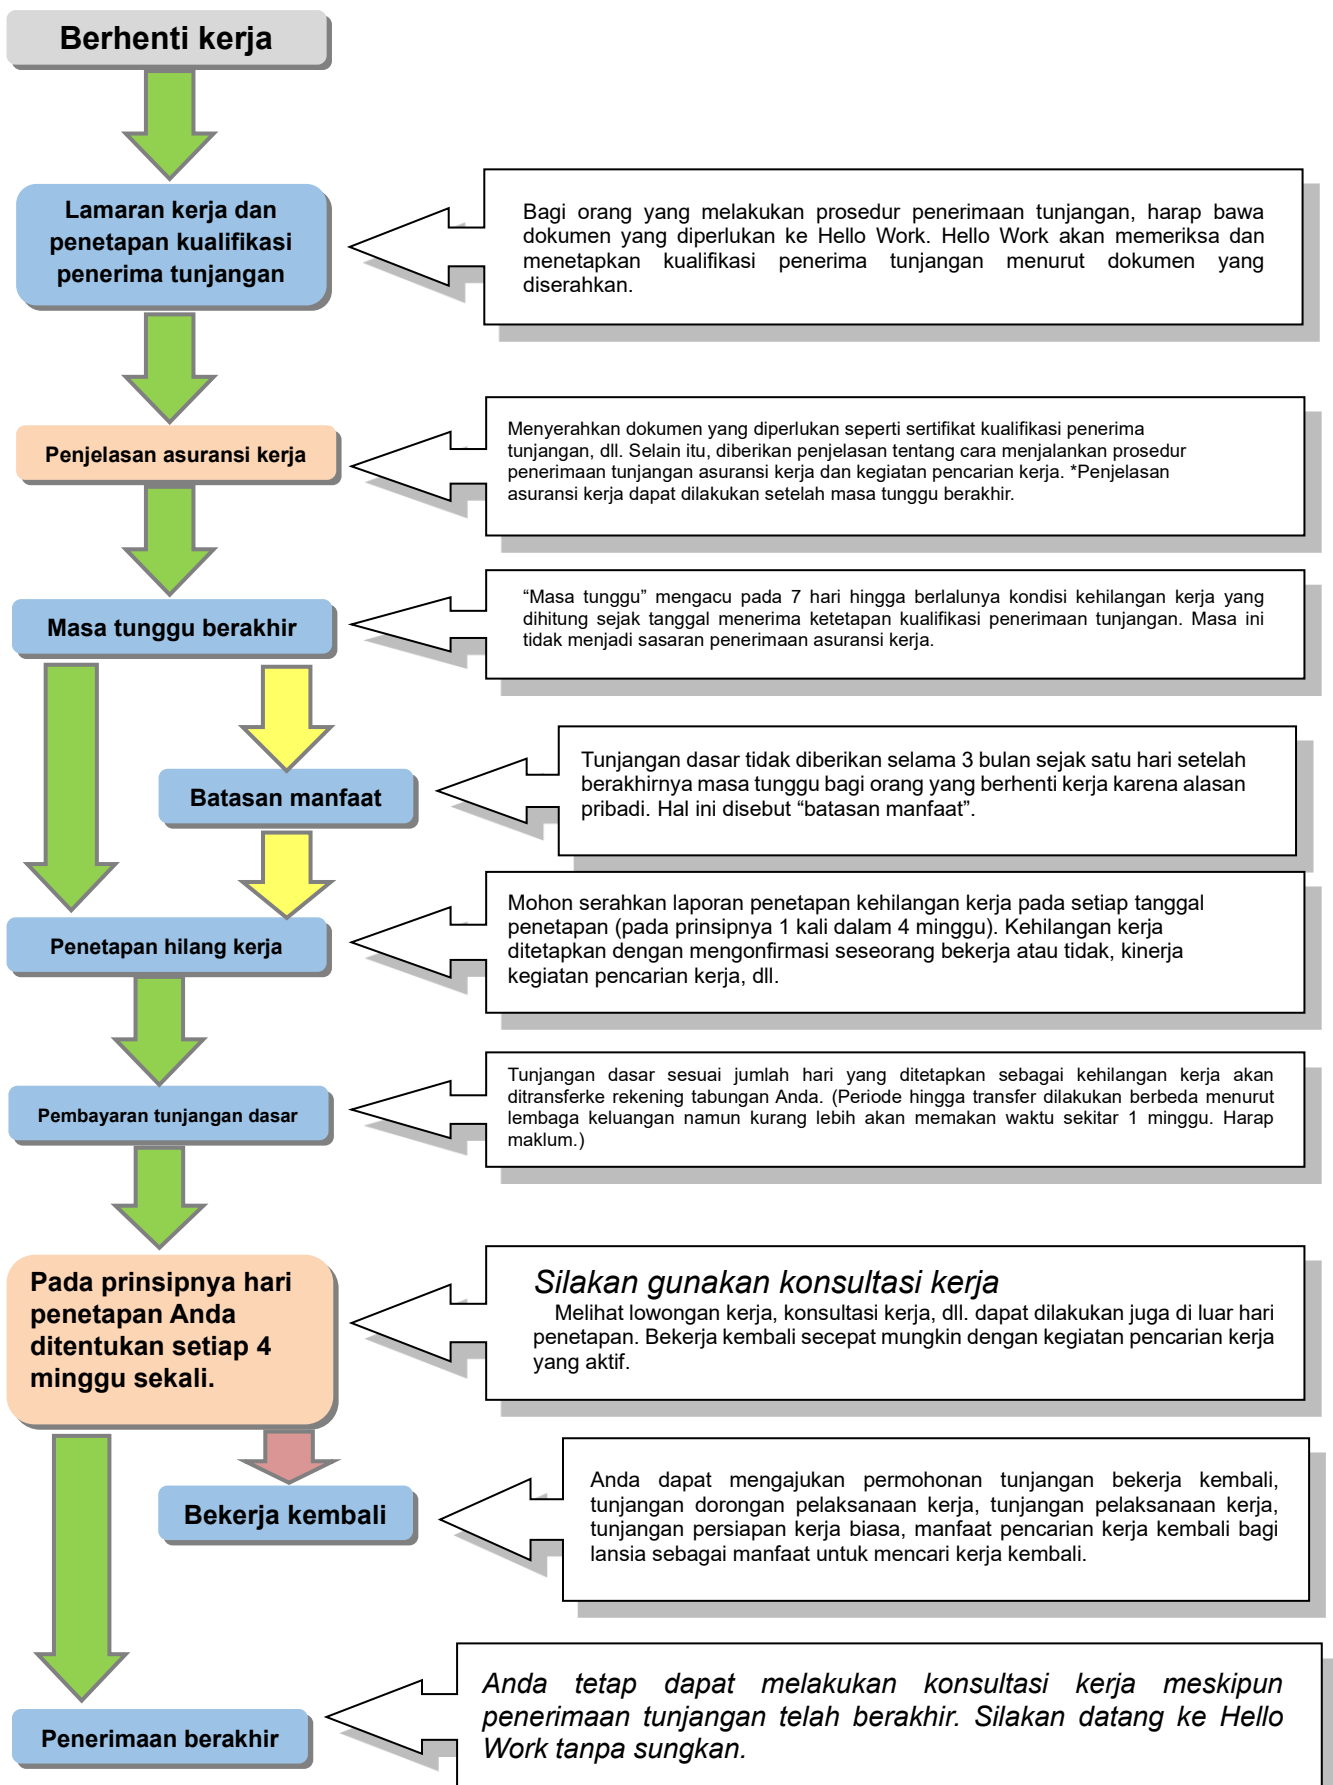 Berhenti kerja
Lamaran kerja dan
penetapan kualifikasi
penerima tunjangan
Bagi orang yang melakukan prosedur penerimaan tunjangan, harap bawa
dokumen yang diperlukan ke Hello Work. Hello Work akan memeriksa dan
menetapkan kualifikasi penerima tunjangan menurut dokumen yang
diserahkan.
Penjelasan asuransi kerja
Menyerahkan dokumen yang diperlukan seperti sertifikat kualifikasi penerima
tunjangan, dll. Selain itu, diberikan penjelasan tentang cara menjalankan prosedur
penerimaan tunjangan asuransi kerja dan kegiatan pencarian kerja. *Penjelasan
asuransi kerja dapat dilakukan setelah masa tunggu berakhir.
Masa tunggu berakhir
“Masa tunggu” mengacu pada 7 hari hingga berlalunya kondisi kehilangan kerja yang
dihitung sejak tanggal menerima ketetapan kualifikasi penerimaan tunjangan. Masa ini
tidak menjadi sasaran penerimaan asuransi kerja.
Batasan manfaat
Tunjangan dasar tidak diberikan selama 3 bulan sejak satu hari setelah
berakhirnya masa tunggu bagi orang yang berhenti kerja karena alasan
pribadi. Hal ini disebut “batasan manfaat”.
Penetapan hilang kerja
Mohon serahkan laporan penetapan kehilangan kerja pada setiap tanggal
penetapan (pada prinsipnya 1 kali dalam 4 minggu). Kehilangan kerja
ditetapkan dengan mengonfirmasi seseorang bekerja atau tidak, kinerja
kegiatan pencarian kerja, dll.
Pembayaran tunjangan dasar
Tunjangan dasar sesuai jumlah hari yang ditetapkan sebagai kehilangan kerja akan
ditransferke rekening tabungan Anda. (Periode hingga transfer dilakukan berbeda menurut
lembaga keluangan namun kurang lebih akan memakan waktu sekitar 1 minggu. Harap
maklum.)
Pada prinsipnya hari
penetapan Anda
ditentukan setiap 4
minggu sekali.
Silakan gunakan konsultasi kerja
Melihat lowongan kerja, konsultasi kerja, dll. dapat dilakukan juga di luar hari
penetapan. Bekerja kembali secepat mungkin dengan kegiatan pencarian kerja
yang aktif.
Bekerja kembali
Anda dapat mengajukan permohonan tunjangan bekerja kembali,
tunjangan dorongan pelaksanaan kerja, tunjangan pelaksanaan kerja,
tunjangan persiapan kerja biasa, manfaat pencarian kerja kembali bagi
lansia sebagai manfaat untuk mencari kerja kembali.
Penerimaan berakhir
Anda tetap dapat melakukan konsultasi kerja meskipun
penerimaan tunjangan telah berakhir. Silakan datang ke Hello
Work tanpa sungkan.